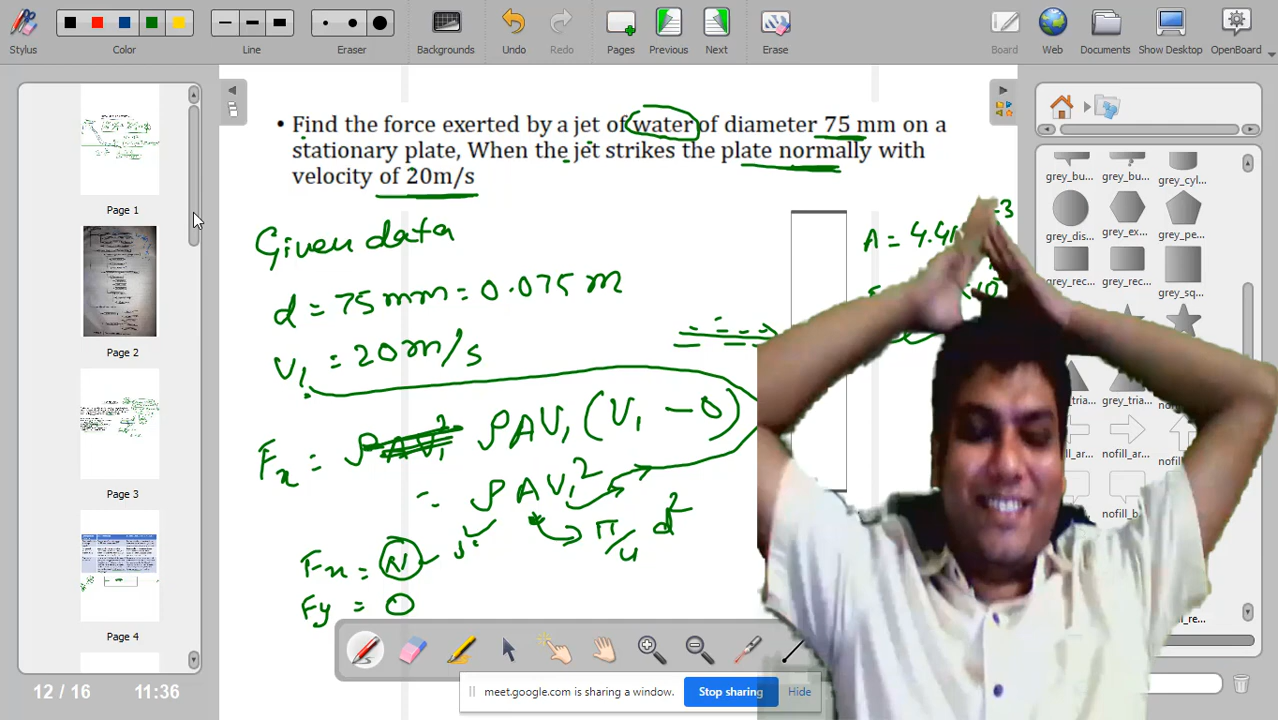 Stylus
Color
Line
Eraser
Backgrounds
Undo
Redo
Pages
Previous
Next
Erase
Board
Web
Documents
Show Desktop
OpenBoard
• Find the force exerted by a jet of water of diameter 75 mm on a
stationary plate, When the jet strikes the plate normally with
velocity of 20m/s
Given data
d = 75 mm = 0.075 m
V₁ = 20 m/s
Fx = ρAV₁² ρAV₁ (V₁ - 0)
= ρAV₁²
π/4 d²
Fx =
Fy = 0
A = 4.41
-3
Page 1
Page 2
Page 3
Page 4
12 / 16
11:36
grey_bu...
grey_bu...
grey_cyl...
grey_dis...
grey_ex...
grey_pe...
grey_rec...
grey_rec...
grey_sq...
grey_tria...
grey_tria...
nofill_ar...
nofill_ar...
nofill_b...
meet.google.com is sharing a window.
Stop sharing
Hide